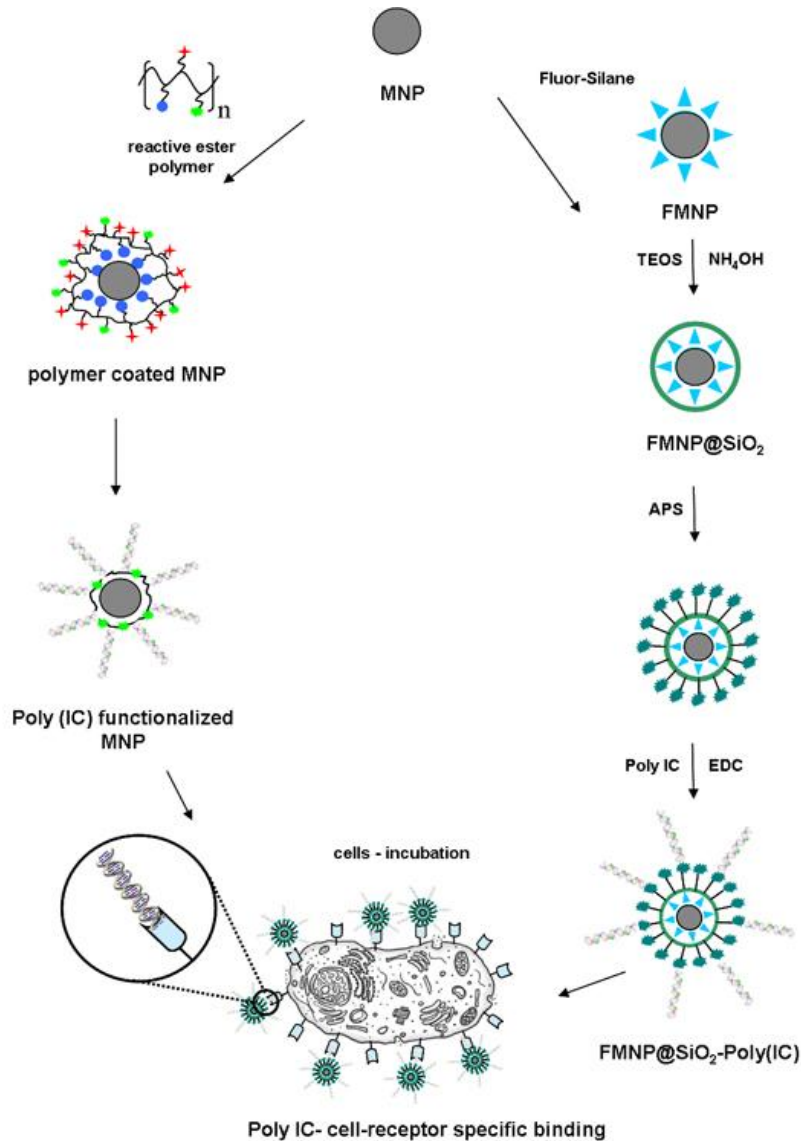 MNP
n
reactive ester
polymer
Fluor-Silane
FMNP
TEOS NH₄OH
polymer coated MNP
FMNP@SiO₂
APS
Poly (IC) functionalized
MNP
Poly IC EDC
cells - incubation
FMNP@SiO₂-Poly(IC)
Poly IC- cell-receptor specific binding